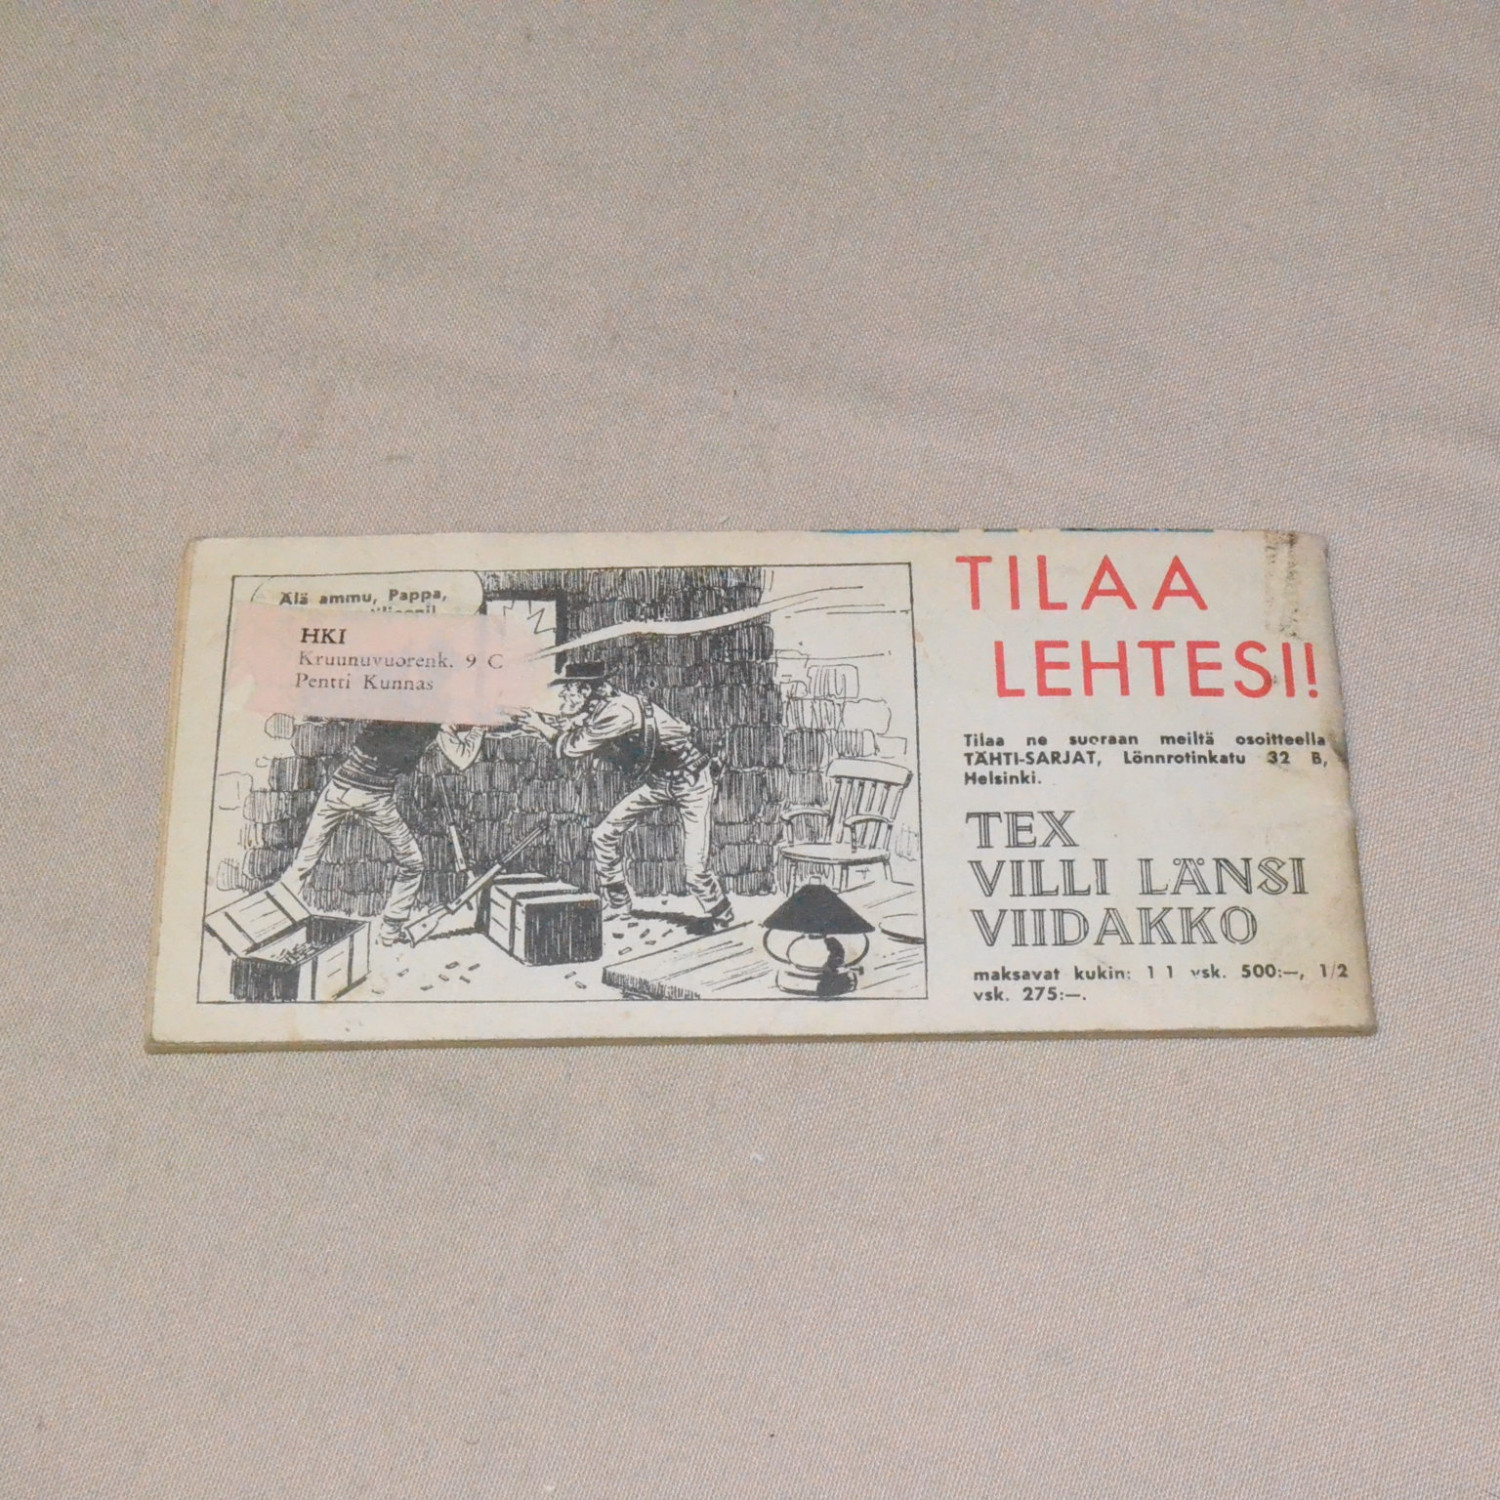 Älä ammu, Pappa,
HKI
Kruunuvuorenk. 9 C
Pentti Kunnas
TILAA
LEHTESI!
Tilaa ne suoraan meiltä osoitteella
TÄHTI-SARJAT, Lönnrotinkatu 32 B,
Helsinki.
TEX
VILLI LÄNSI
VIIDAKKO
maksavat kukin: 1 1 vsk. 500:—, 1/2
vsk. 275:—.